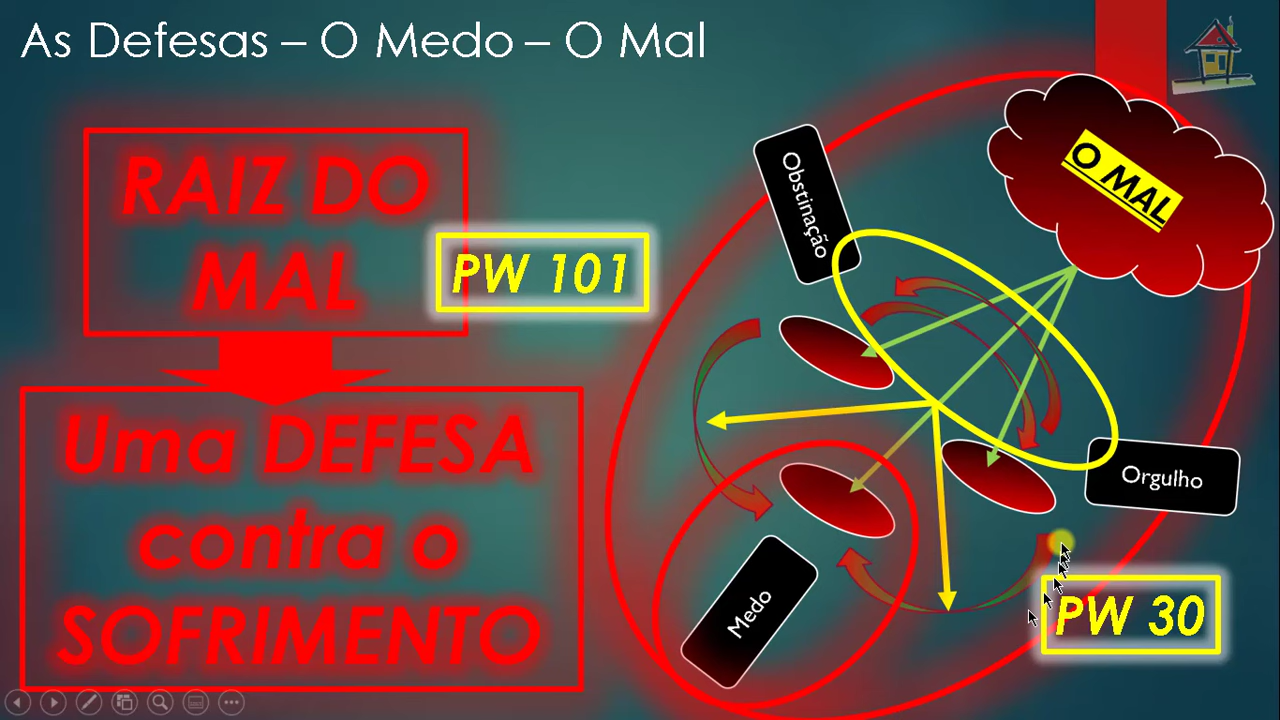 As Defesas – O Medo – O Mal
RAIZ DO
MAL
PW 101
Uma DEFESA
contra o
SOFRIMENTO
Obstinação
O MAL
Orgulho
Medo
PW 30